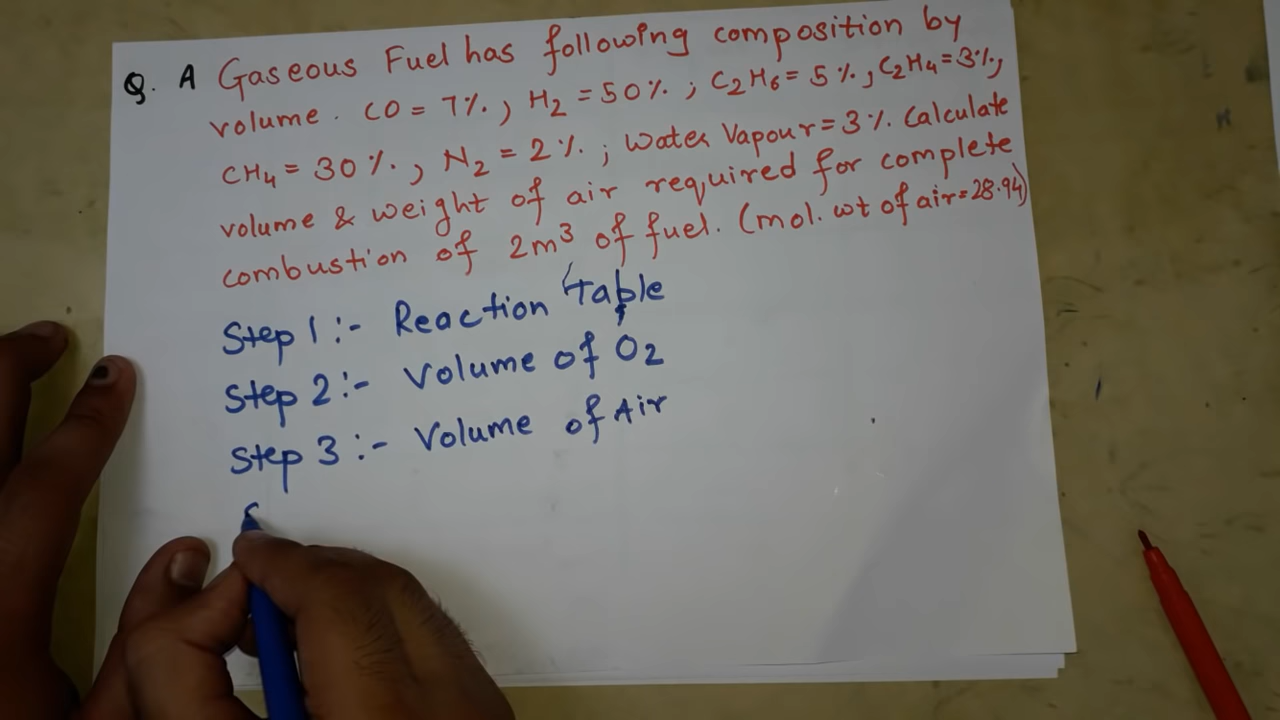 Q. A Gaseous Fuel has following composition by
volume. CO = 7%., H2 = 50%. ; C2H6 = 5%., C2H4 = 3%.,
CH4 = 30%., N2 = 2%. ; Water Vapour = 3%. Calculate
volume & weight of air required for complete
combustion of 2m³ of fuel. (mol. wt of air = 28.94)
Step 1 :- Reaction Table
Step 2 :- Volume of O2
Step 3 :- Volume of Air
S